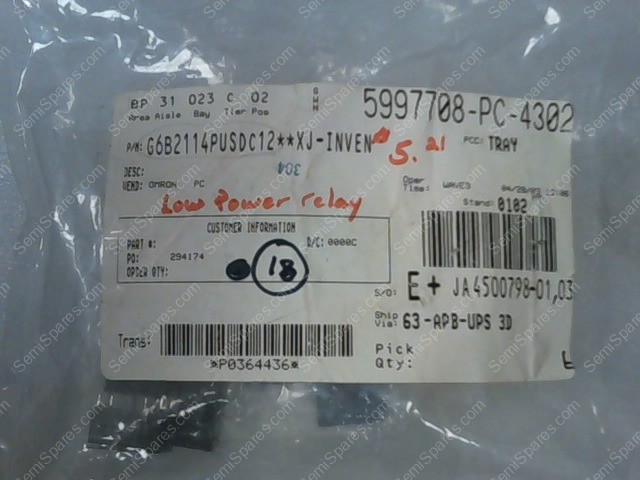 BP 31 023 C 02
Area Aisle Bay Tier Pos
5997708-PC-4302
P/N: G6B2114PUSDC12**XJ-INVEN
$5.21
PCC: TRAY
DESC:
304
VEND: OMRON PC
Low Power relay
Oper
Time: WAVE3
Stand: 0102
CUSTOMER INFORMATION
PART #:
D/C: 0000C
PO: 294174
ORDER QTY:
18
S/O: E+ JA4500798-01,03
Ship
Via: 63-APB-UPS 3D
Trans:
*P0364436*
Pick
Qty:
SemiSpares.com